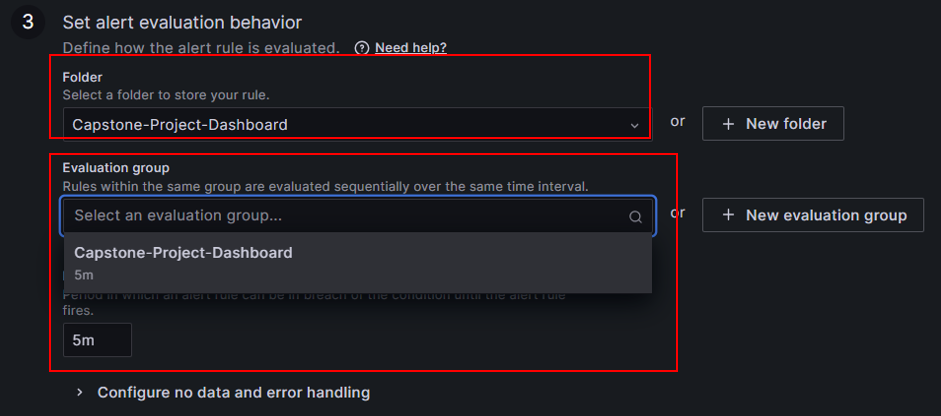 3
Set alert evaluation behavior
Define how the alert rule is evaluated. Need help?
Folder
Select a folder to store your rule.
Capstone-Project-Dashboard
or
+ New folder
Evaluation group
Rules within the same group are evaluated sequentially over the same time interval.
Select an evaluation group...
or
+ New evaluation group
Capstone-Project-Dashboard
5m
Period in which an alert rule can be in breach of the condition until the alert rule
fires.
5m
Configure no data and error handling